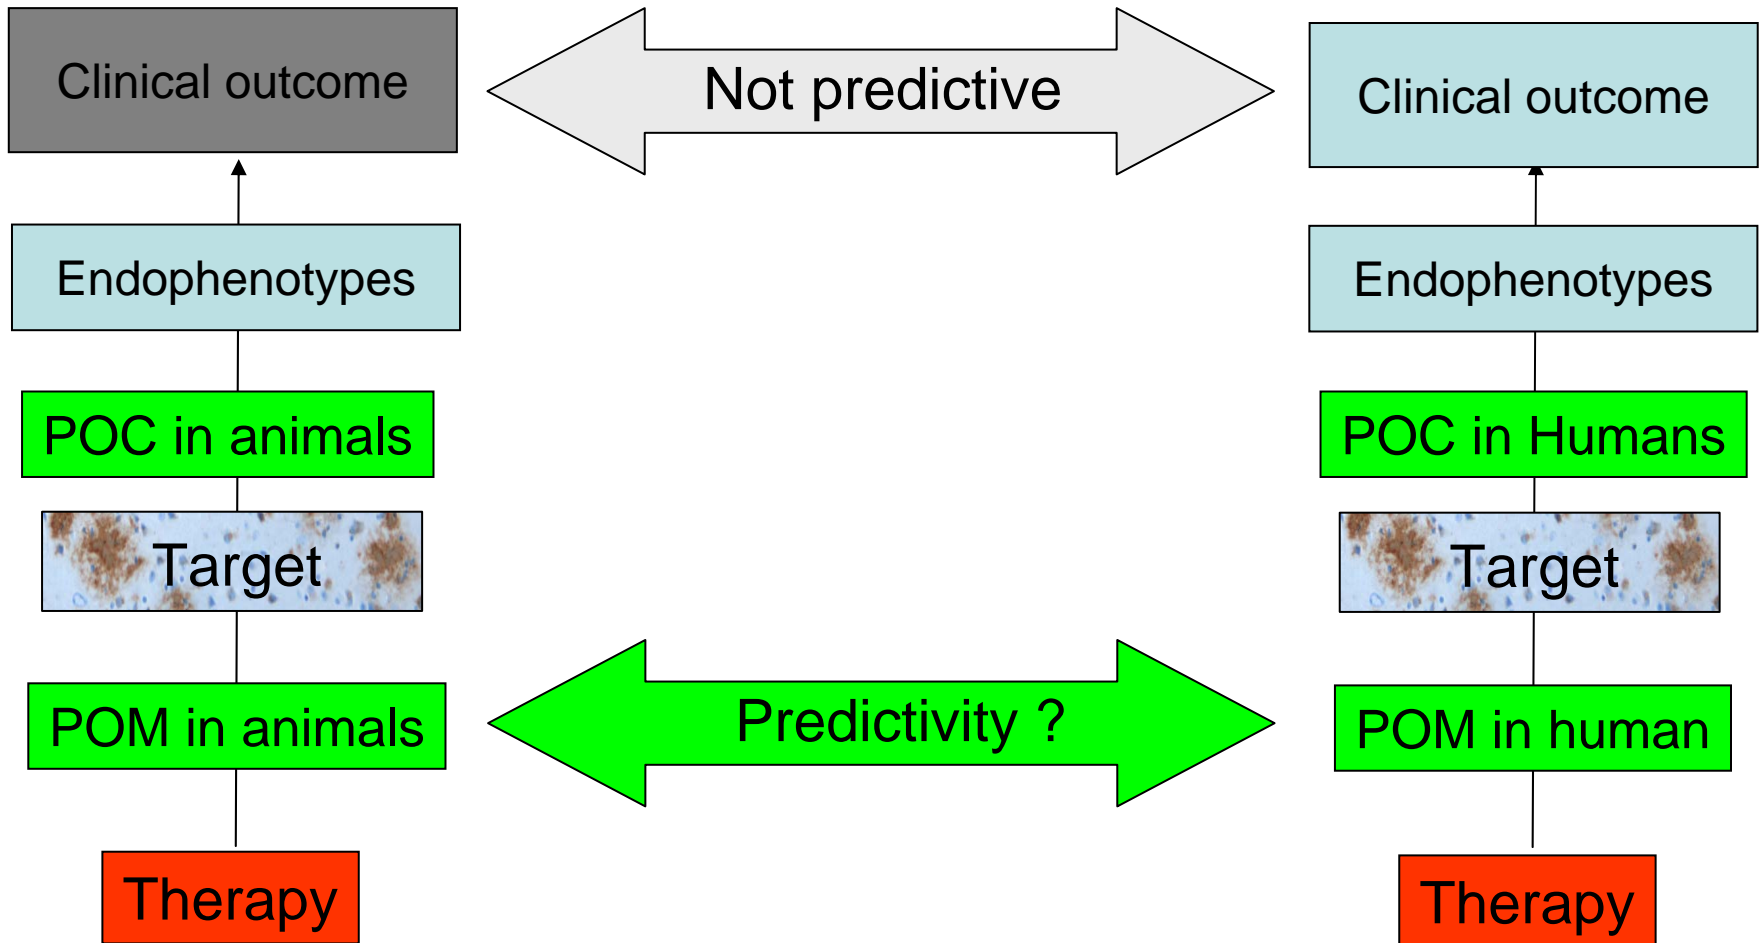 Clinical outcome
Not predictive
Clinical outcome
Endophenotypes
Endophenotypes
POC in animals
POC in Humans
Target
Target
POM in animals
Predictivity ?
POM in human
Therapy
Therapy